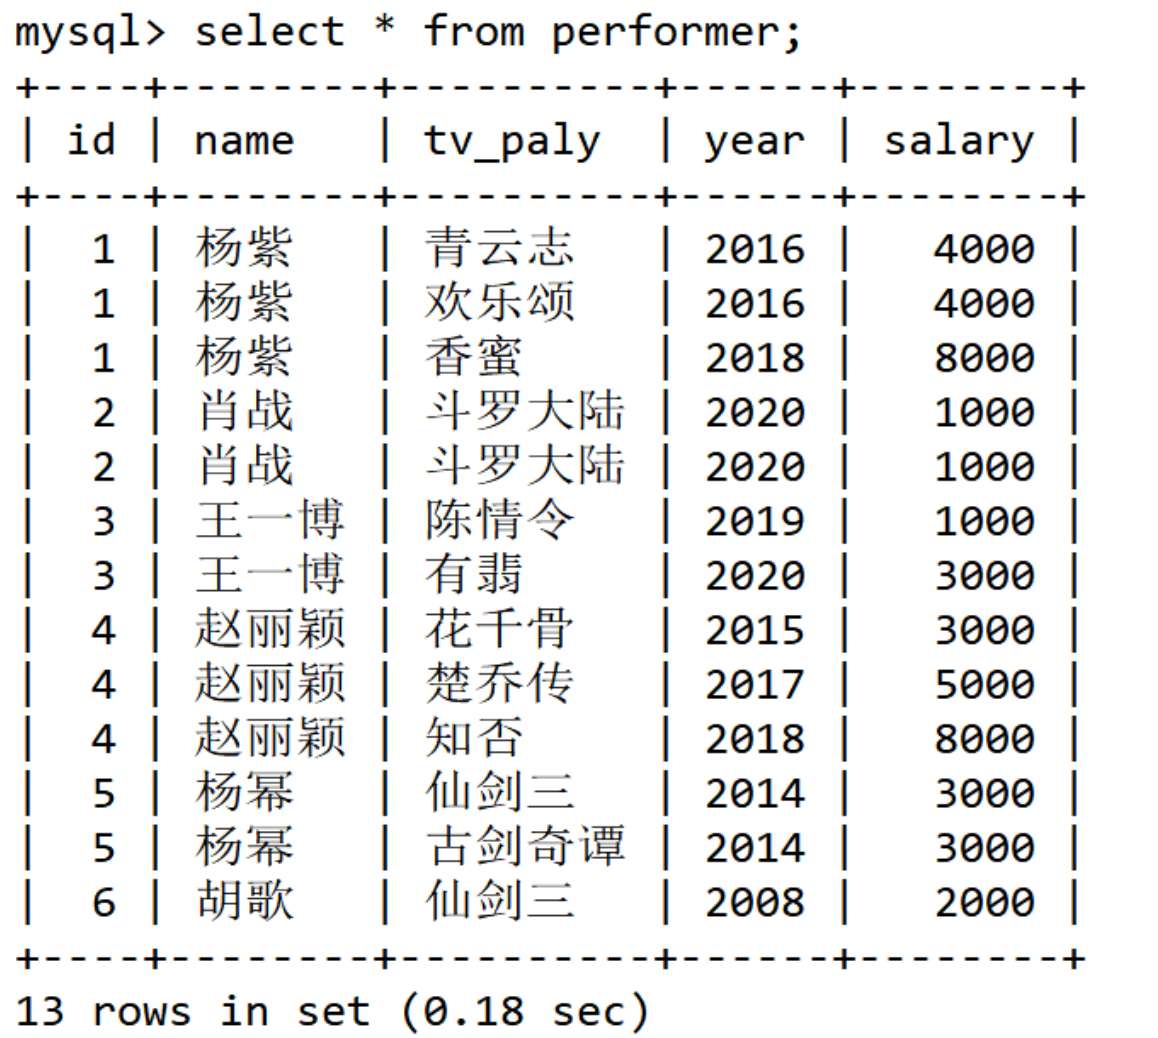 mysql> select * from performer;
+----+--------+----------+------+--------+
| id | name   | tv_paly  | year | salary |
+----+--------+----------+------+--------+
|  1 | 杨紫   | 青云志   | 2016 |   4000 |
|  1 | 杨紫   | 欢乐颂   | 2016 |   4000 |
|  1 | 杨紫   | 香蜜     | 2018 |   8000 |
|  2 | 肖战   | 斗罗大陆 | 2020 |   1000 |
|  2 | 肖战   | 斗罗大陆 | 2020 |   1000 |
|  3 | 王一博 | 陈情令   | 2019 |   1000 |
|  3 | 王一博 | 有翡     | 2020 |   3000 |
|  4 | 赵丽颖 | 花千骨   | 2015 |   3000 |
|  4 | 赵丽颖 | 楚乔传   | 2017 |   5000 |
|  4 | 赵丽颖 | 知否     | 2018 |   8000 |
|  5 | 杨幂   | 仙剑三   | 2014 |   3000 |
|  5 | 杨幂   | 古剑奇谭 | 2014 |   3000 |
|  6 | 胡歌   | 仙剑三   | 2008 |   2000 |
+----+--------+----------+------+--------+
13 rows in set (0.18 sec)